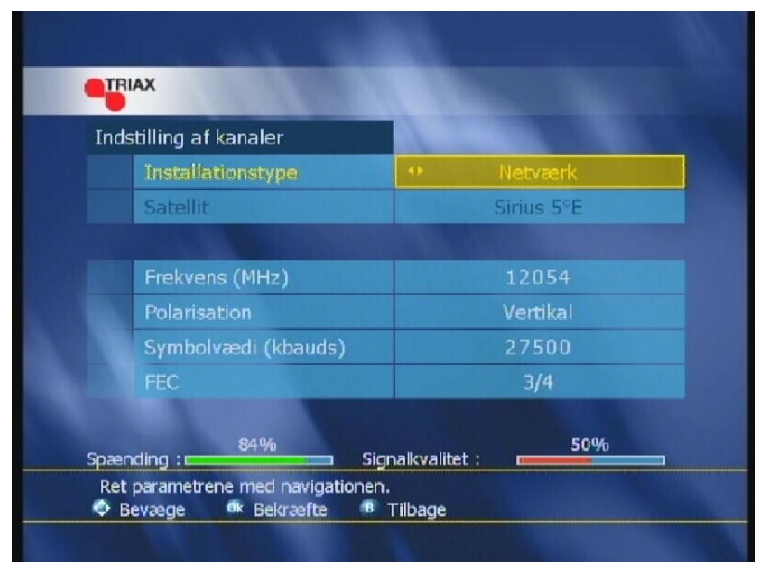 TRIAX
Indstilling af kanaler
Installationstype Netværk
Satellit Sirius 5°E
Frekvens (MHz) 12054
Polarisation Vertikal
Symbolvædi (kbauds) 27500
FEC 3/4
Spænding : 84% Signalkvalitet : 50%
Ret parametrene med navigationen.
Bevæge Ok Bekræfte B Tilbage